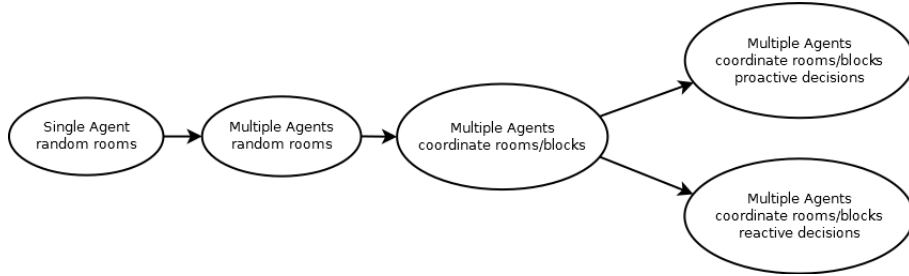 Single Agent
random rooms
Multiple Agents
random rooms
Multiple Agents
coordinate rooms/blocks
Multiple Agents
coordinate rooms/blocks
proactive decisions
Multiple Agents
coordinate rooms/blocks
reactive decisions